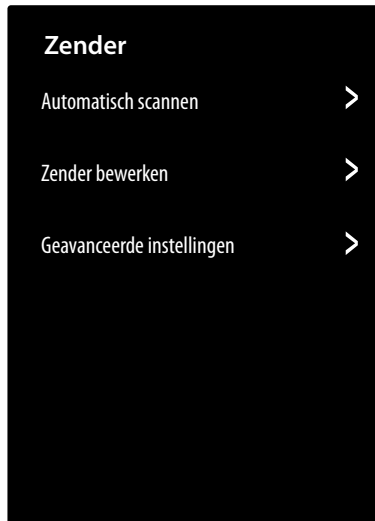 Zender
Automatisch scannen
Zender bewerken
Geavanceerde instellingen